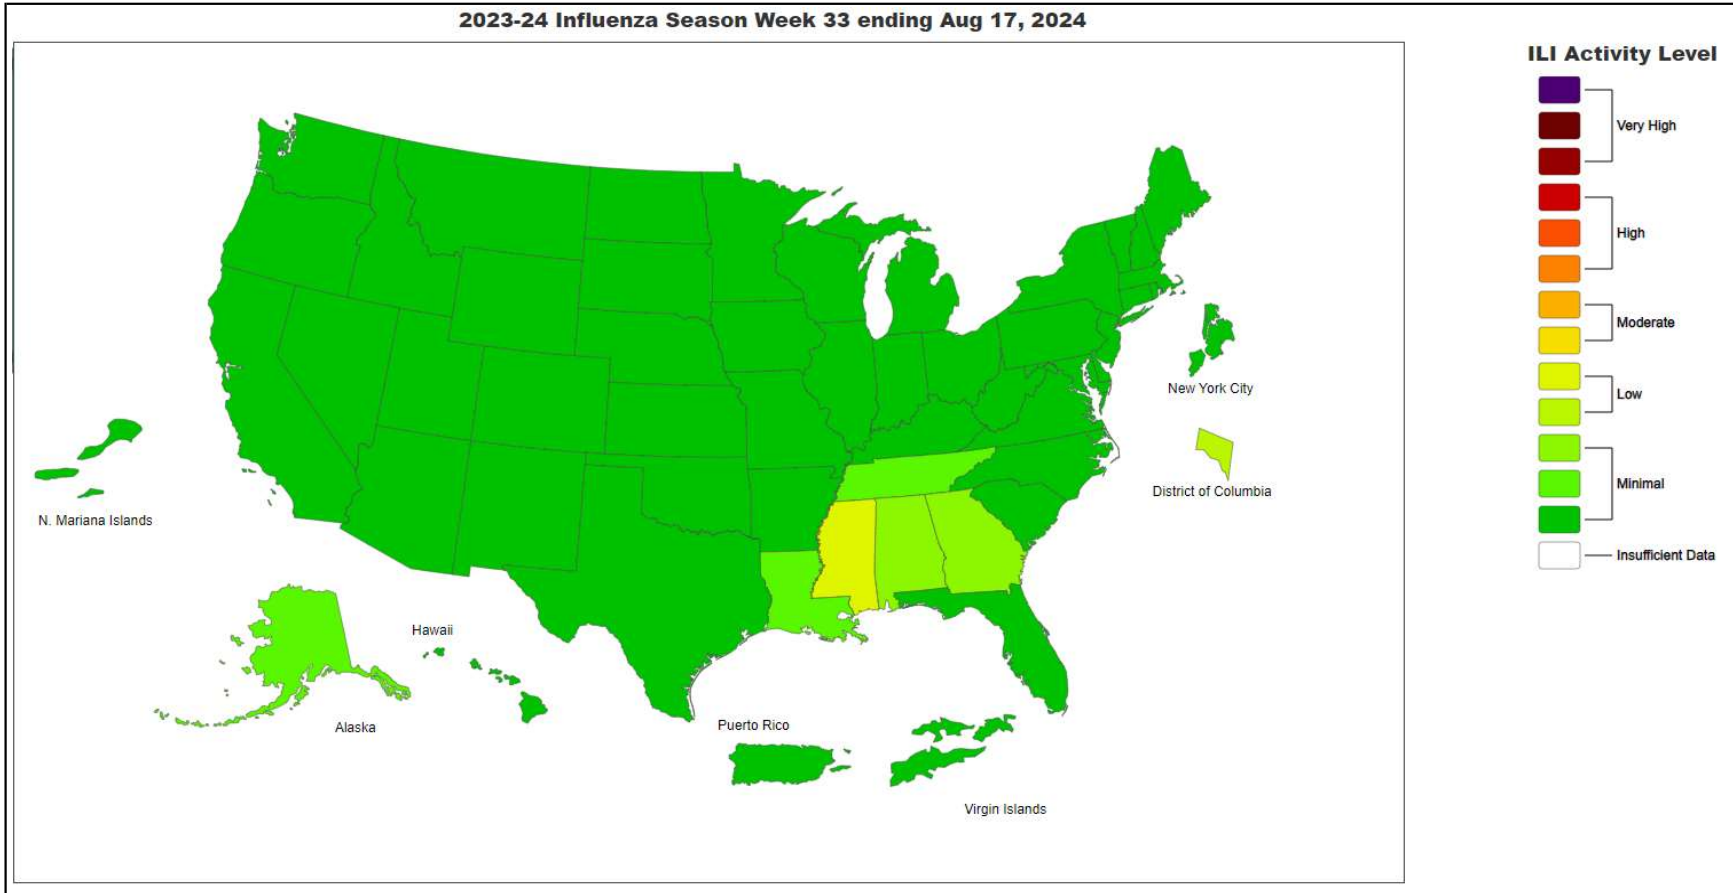 2023-24 Influenza Season Week 33 ending Aug 17, 2024
ILI Activity Level
Very High
High
Moderate
Low
Minimal
Insufficient Data
New York City
District of Columbia
N. Mariana Islands
Hawaii
Alaska
Puerto Rico
Virgin Islands